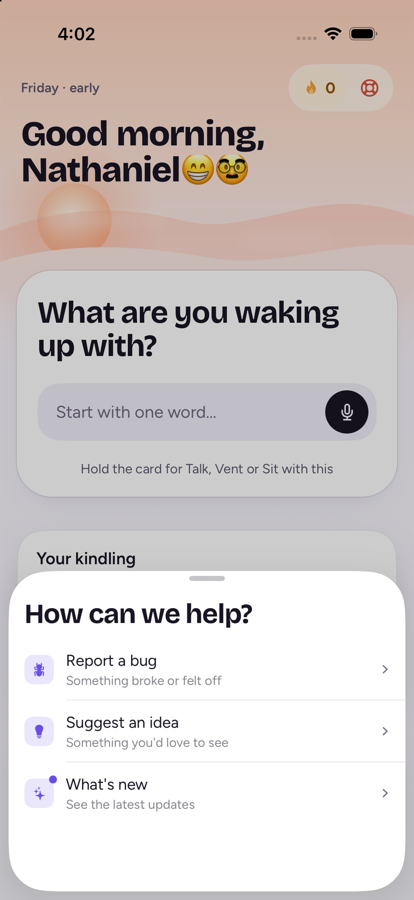 4:02
Friday · early
0
Good morning,
Nathaniel😁🥸
What are you waking
up with?
Start with one word...
Hold the card for Talk, Vent or Sit with this
Your kindling
How can we help?
Report a bug
Something broke or felt off
Suggest an idea
Something you'd love to see
What's new
See the latest updates